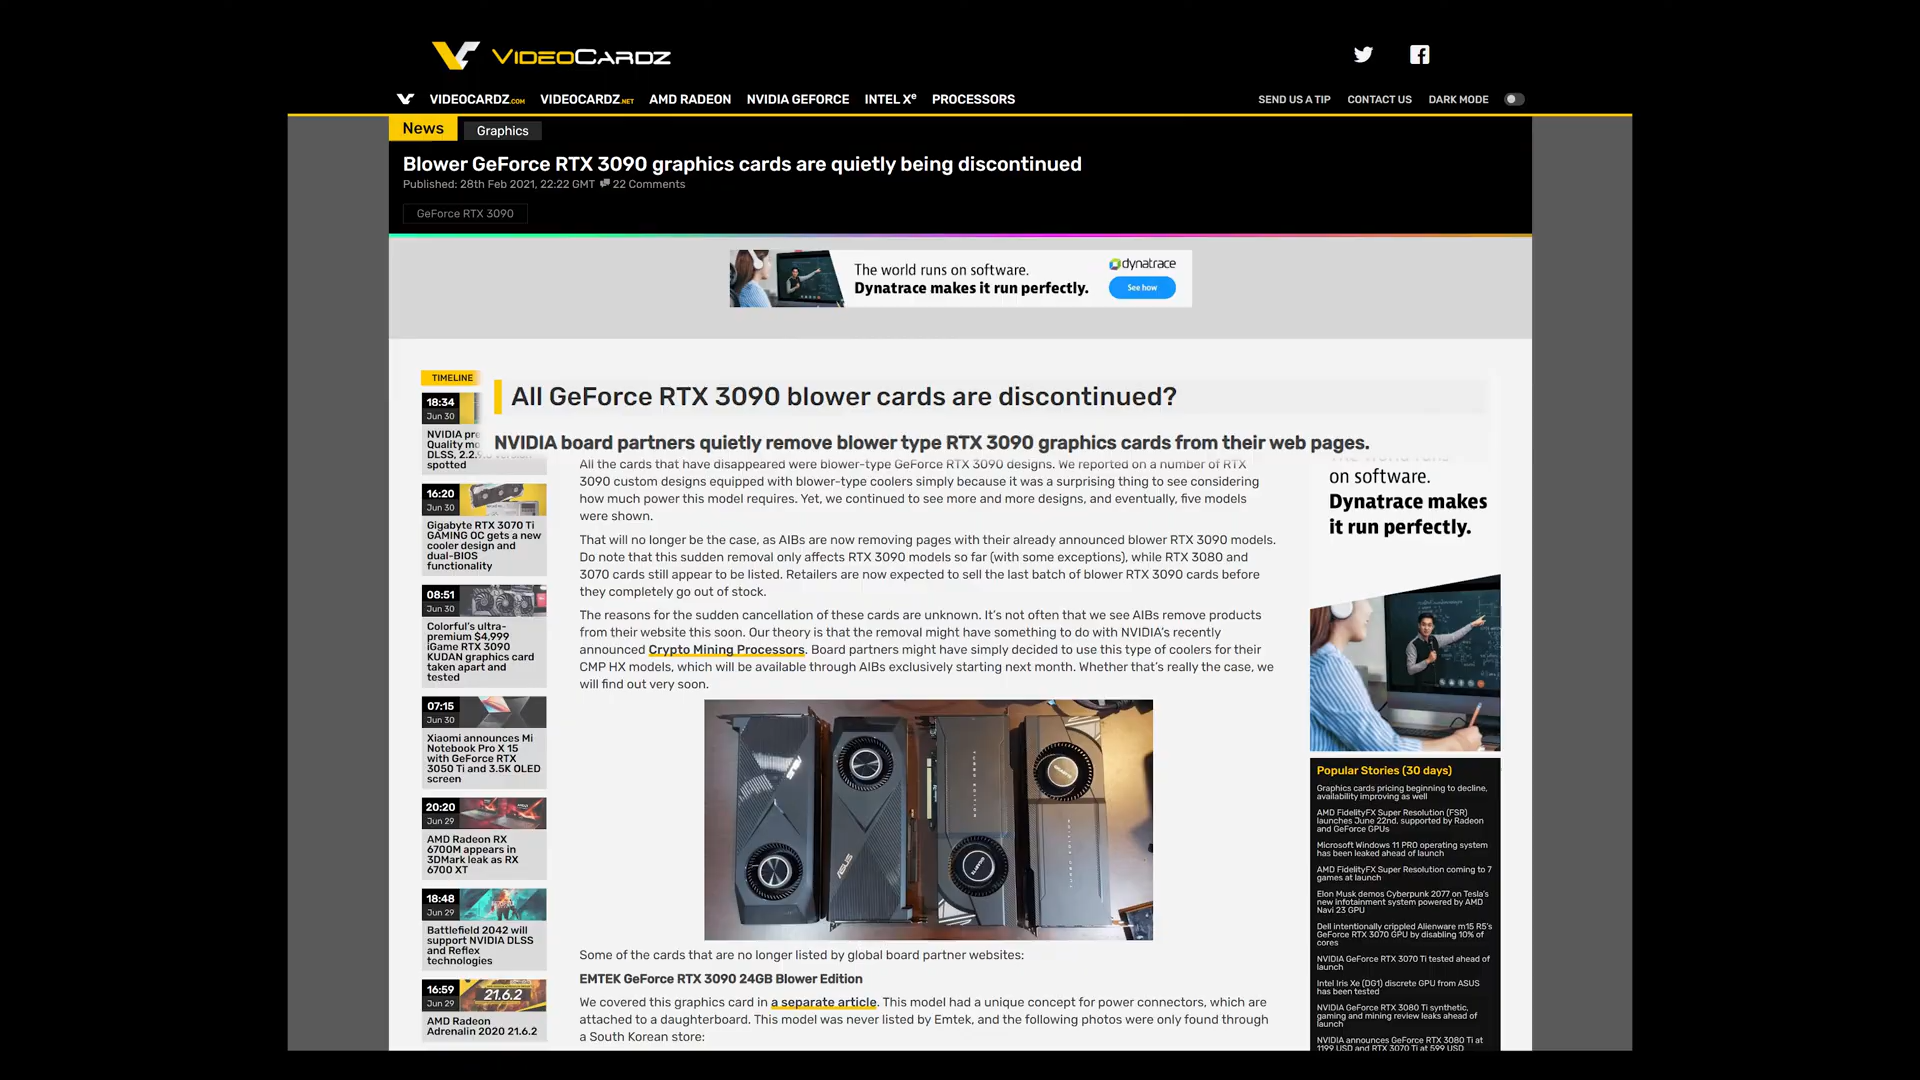 VIDEOCARDZ
VIDEOCARDZ.COM VIDEOCARDZ.NET AMD RADEON NVIDIA GEFORCE INTEL Xe PROCESSORS
SEND US A TIP CONTACT US DARK MODE
News Graphics
Blower GeForce RTX 3090 graphics cards are quietly being discontinued
Published: 28th Feb 2021, 22:22 GMT 22 Comments
GeForce RTX 3090
The world runs on software.
Dynatrace makes it run perfectly.
dynatrace
See how
TIMELINE
18:34
Jun 30
NVIDIA pre
Quality mo
DLSS, 2.2.9.0 version
spotted
16:20
Jun 30
Gigabyte RTX 3070 Ti
GAMING OC gets a new
cooler design and
dual-BIOS
functionality
08:51
Jun 30
Colorful's ultra-
premium $4,999
iGame RTX 3090
KUDAN graphics card
taken apart and
tested
07:15
Jun 30
Xiaomi announces Mi
Notebook Pro X 15
with GeForce RTX
3050 Ti and 3.5K OLED
screen
20:20
Jun 29
AMD Radeon RX
6700M appears in
3DMark leak as RX
6700 XT
18:48
Jun 29
Battlefield 2042 will
support NVIDIA DLSS
and Reflex
technologies
16:59
Jun 29
21.6.2
AMD Radeon
Adrenalin 2020 21.6.2
All GeForce RTX 3090 blower cards are discontinued?
NVIDIA board partners quietly remove blower type RTX 3090 graphics cards from their web pages.
All the cards that have disappeared were blower-type GeForce RTX 3090 designs. We reported on a number of RTX
3090 custom designs equipped with blower-type coolers simply because it was a surprising thing to see considering
how much power this model requires. Yet, we continued to see more and more designs, and eventually, five models
were shown.
That will no longer be the case, as AIBs are now removing pages with their already announced blower RTX 3090 models.
Do note that this sudden removal only affects RTX 3090 models so far (with some exceptions), while RTX 3080 and
3070 cards still appear to be listed. Retailers are now expected to sell the last batch of blower RTX 3090 cards before
they completely go out of stock.
The reasons for the sudden cancellation of these cards are unknown. It's not often that we see AIBs remove products
from their website this soon. Our theory is that the removal might have something to do with NVIDIA's recently
announced Crypto Mining Processors. Board partners might have simply decided to use this type of coolers for their
CMP HX models, which will be available through AIBs exclusively starting next month. Whether that's really the case, we
will find out very soon.
ASUS
Some of the cards that are no longer listed by global board partner websites:
EMTEK GeForce RTX 3090 24GB Blower Edition
We covered this graphics card in a separate article. This model had a unique concept for power connectors, which are
attached to a daughterboard. This model was never listed by Emtek, and the following photos were only found through
a South Korean store:
on software.
Dynatrace makes
it run perfectly.
Popular Stories (30 days)
Graphics cards pricing beginning to decline,
availability improving as well
AMD FidelityFX Super Resolution (FSR)
launches June 22nd, supported by Radeon
and GeForce GPUs
Microsoft Windows 11 PRO operating system
has been leaked ahead of launch
AMD FidelityFX Super Resolution coming to 7
games at launch
Elon Musk demos Cyberpunk 2077 on Tesla's
new infotainment system powered by AMD
Navi 23 GPU
Dell intentionally crippled Alienware m15 R5's
GeForce RTX 3070 GPU by disabling 10% of
cores
NVIDIA GeForce RTX 3070 Ti tested ahead of
launch
Intel Iris Xe (DG1) discrete GPU from ASUS
has been tested
NVIDIA GeForce RTX 3080 Ti synthetic,
gaming and mining review leaks ahead of
launch
NVIDIA announces GeForce RTX 3080 Ti at
1199 USD and RTX 3070 Ti at 599 USD